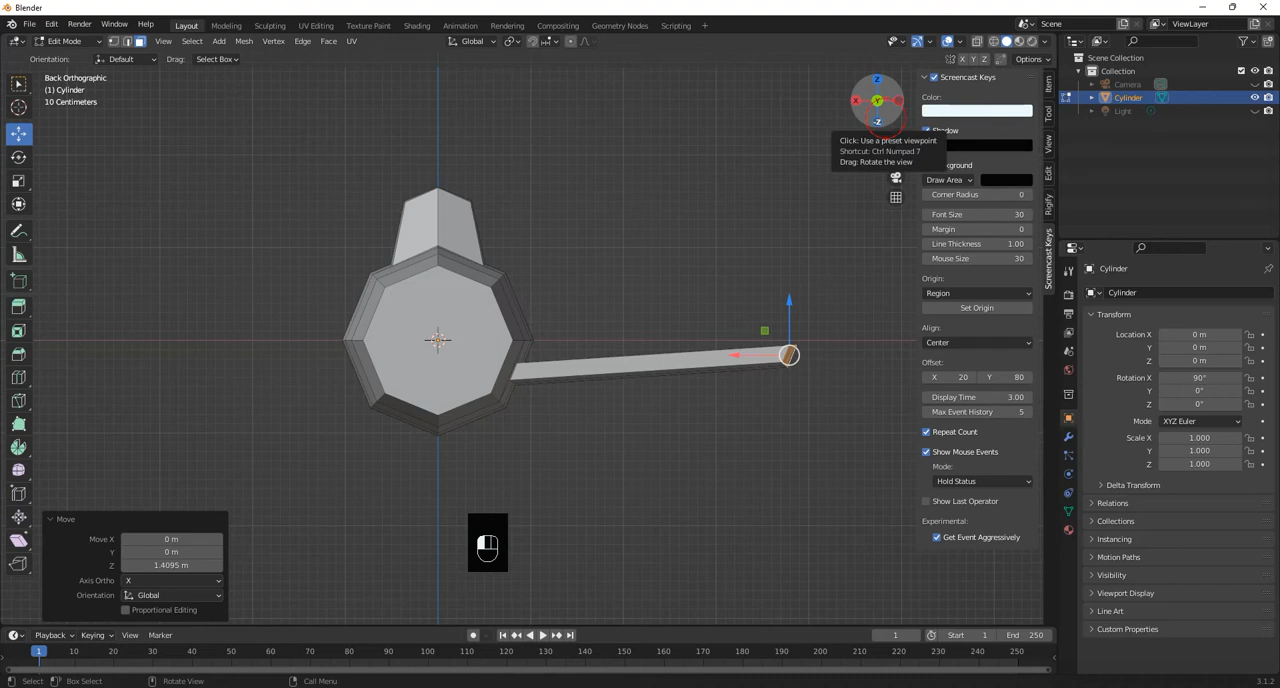 Blender
File Edit Render Window Help Layout Modeling Sculpting UV Editing Texture Paint Shading Animation Rendering Compositing Geometry Nodes Scripting + Scene ViewLayer
Edit Mode View Select Add Mesh Vertex Edge Face UV Global
Orientation: Default Drag: Select Box X Y Z Options
Back Orthographic
(1) Cylinder
10 Centimeters
Z
X
Y
-Z
Click: Use a preset viewpoint
Shortcut: Ctrl Numpad 7
Drag: Rotate the view
Screencast Keys
Color:
Draw Area
Corner Radius 0
Font Size 30
Margin 0
Line Thickness 1.00
Mouse Size 30
Origin:
Region
Set Origin
Align:
Center
Offset:
X 20 Y 80
Display Time 3.00
Max Event History 5
Repeat Count
Show Mouse Events
Mode:
Hold Status
Show Last Operator
Experimental:
Get Event Aggressively
Item
Tool
View
Edit
Rigify
Screencast Keys
Scene Collection
Collection
Camera
Cylinder
Light
Cylinder
Cylinder
Transform
Location X 0 m
Y 0 m
Z 0 m
Rotation X 90°
Y 0°
Z 0°
Mode XYZ Euler
Scale X 1.000
Y 1.000
Z 1.000
Delta Transform
Relations
Collections
Instancing
Motion Paths
Visibility
Viewport Display
Line Art
Custom Properties
Move
Move X 0 m
Y 0 m
Z 1.4095 m
Axis Ortho X
Orientation Global
Proportional Editing
Playback Keying View Marker 1 Start 1 End 250
1 10 20 30 40 50 60 70 80 90 100 110 120 130 140 150 160 170 180 190 200 210 220 230 240 250
Select Box Select Rotate View Call Menu 3.1.2